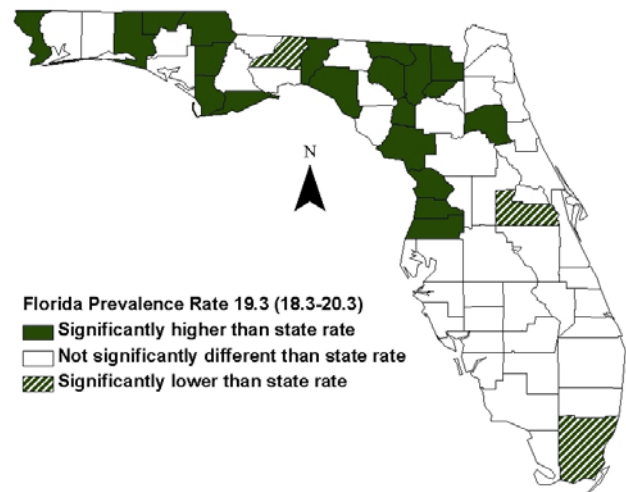 N
Florida Prevalence Rate 19.3 (18.3-20.3)
Significantly higher than state rate
Not significantly different than state rate
Significantly lower than state rate